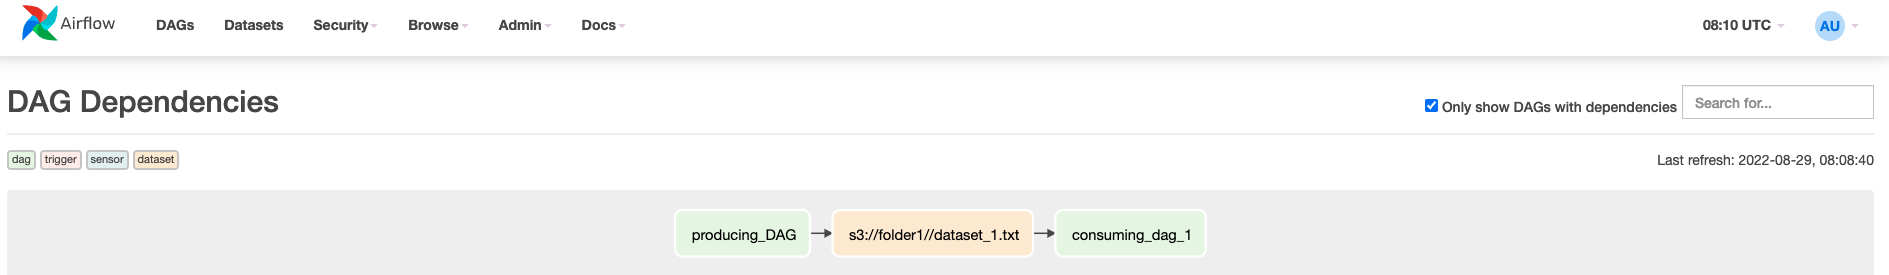 Airflow DAGs Datasets Security Browse Admin Docs 08:10 UTC AU
DAG Dependencies Only show DAGs with dependencies Search for...
dag trigger sensor dataset Last refresh: 2022-08-29, 08:08:40
producing_DAG s3://folder1//dataset_1.txt consuming_dag_1